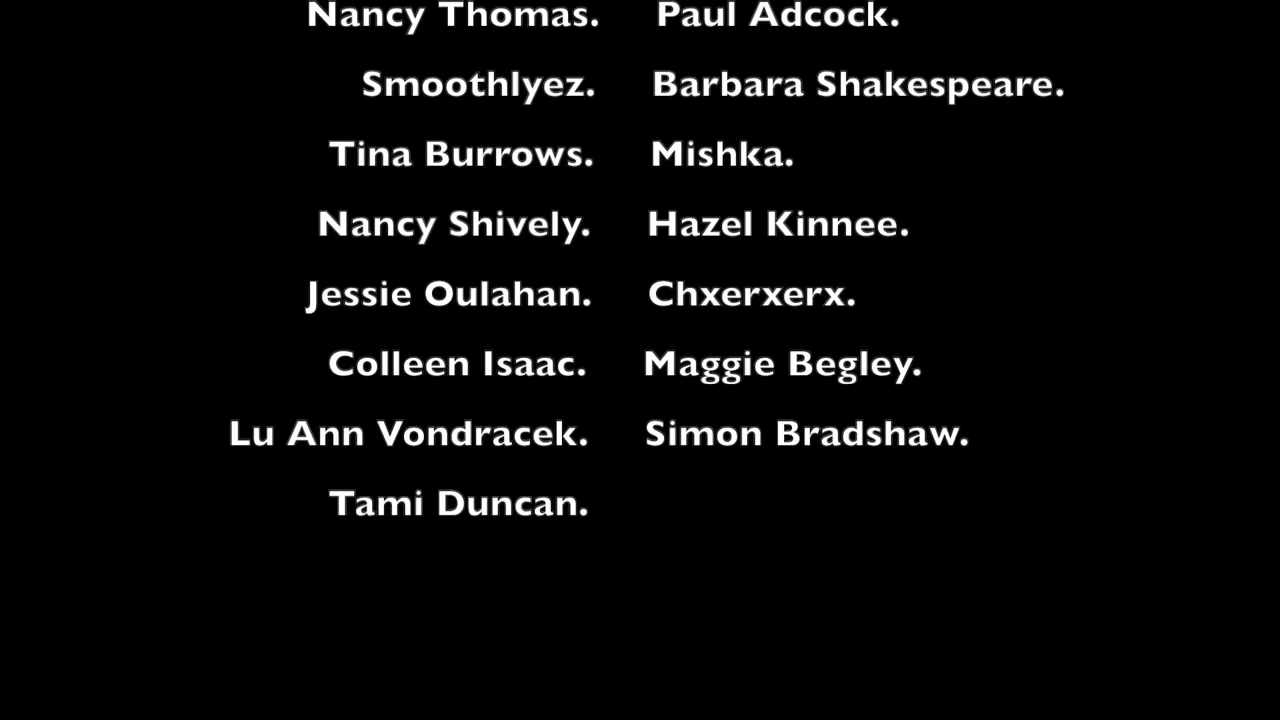 Nancy Thomas. Paul Adcock.
Smoothlyez. Barbara Shakespeare.
Tina Burrows. Mishka.
Nancy Shively. Hazel Kinnee.
Jessie Oulahan. Chxerxerx.
Colleen Isaac. Maggie Begley.
Lu Ann Vondracek. Simon Bradshaw.
Tami Duncan.